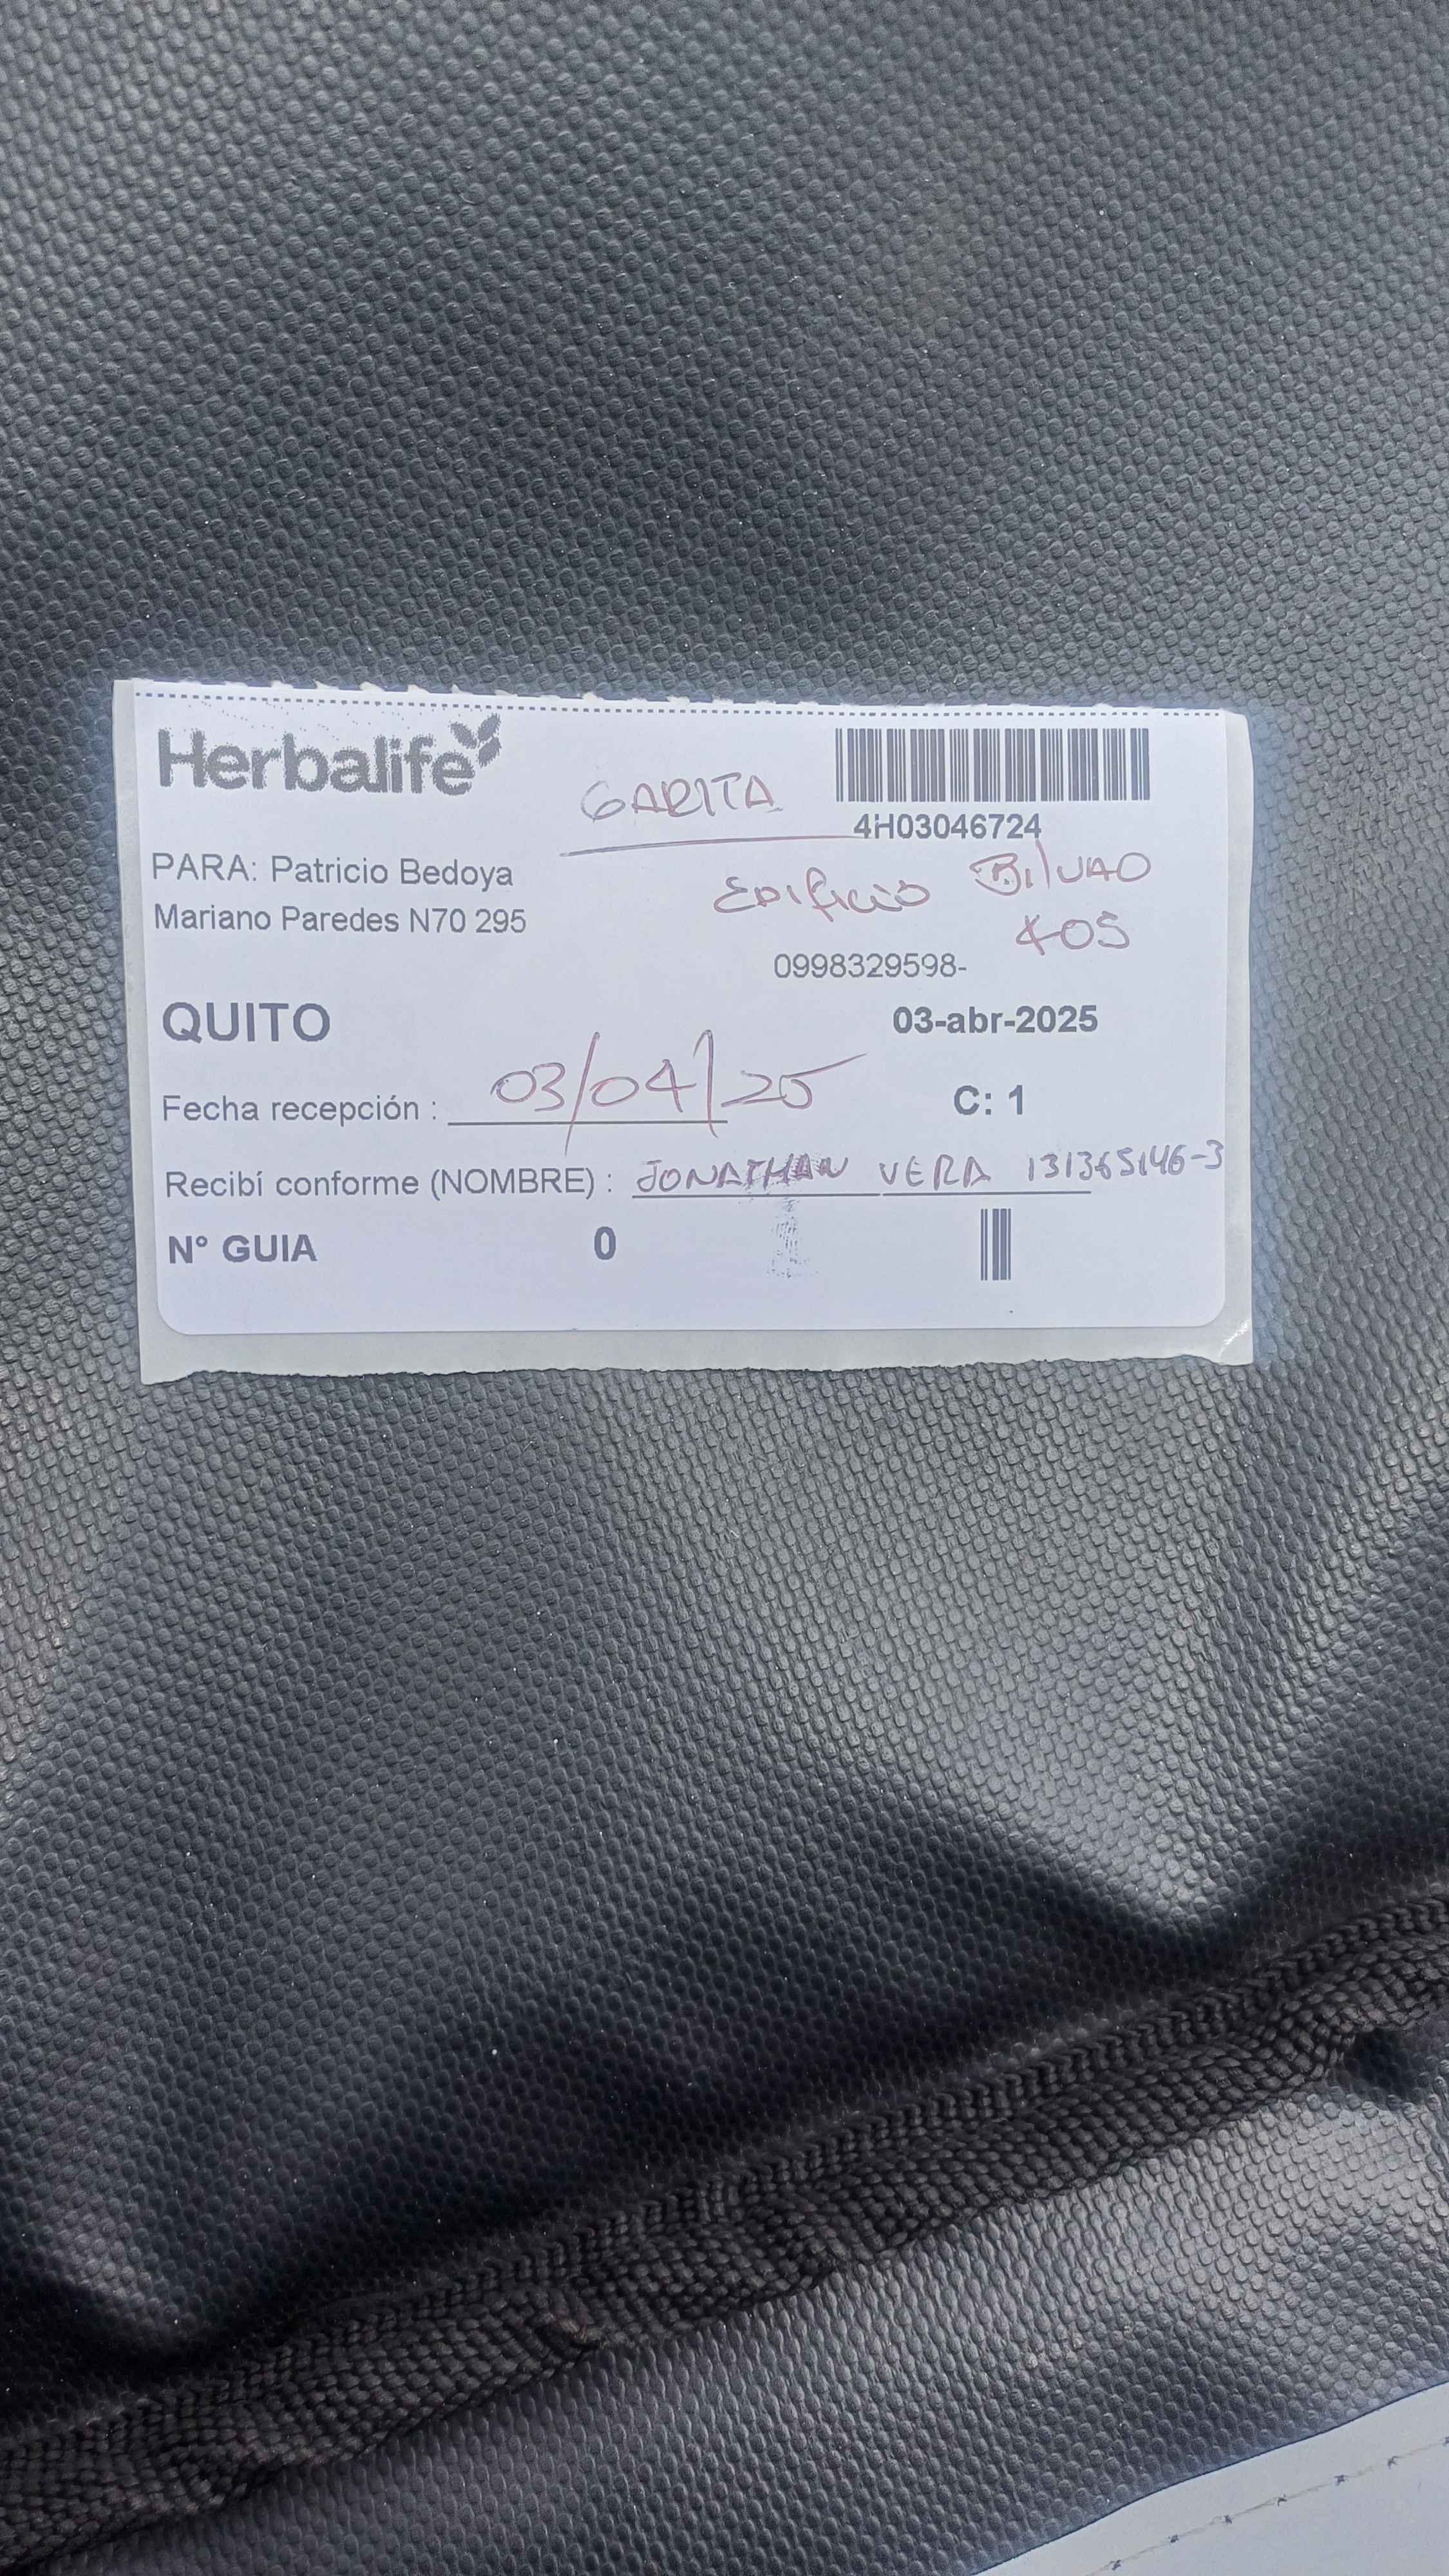 Herbalife
GARITA
4H03046724
PARA: Patricio Bedoya
Edificio Bilvao
Mariano Paredes N70 295
405
0998329598-
QUITO
03-abr-2025
Fecha recepción : 03/04/25
C: 1
Recibí conforme (NOMBRE) : JONATHAN VERA 131365146-3
N° GUIA 0